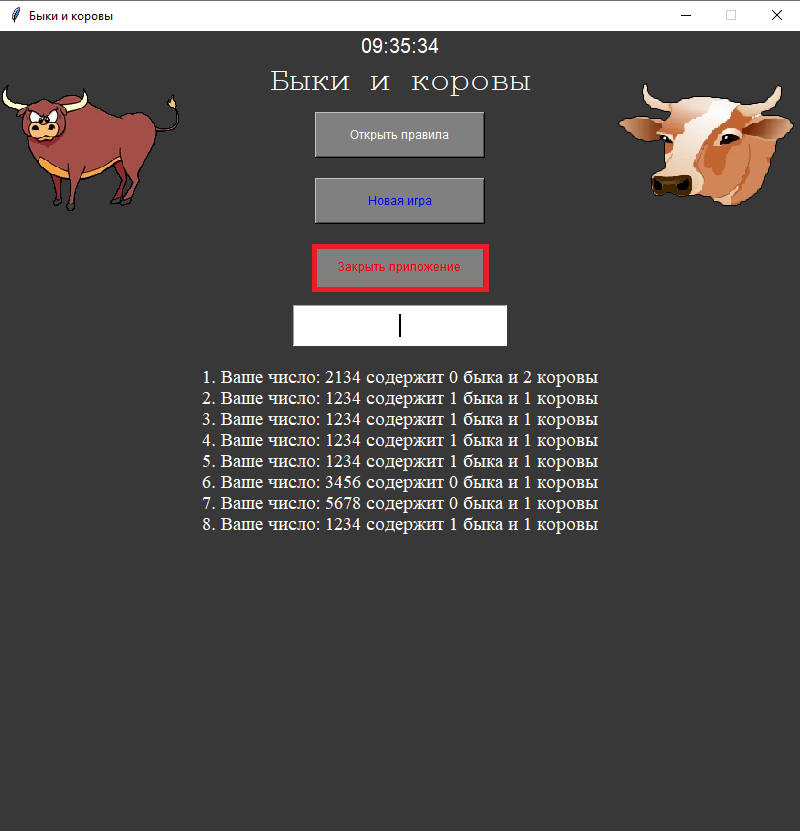 Быки и коровы
09:35:34
Быки и коровы
Открыть правила
Новая игра
Закрыть приложение
1. Ваше число: 2134 содержит 0 быка и 2 коровы
2. Ваше число: 1234 содержит 1 быка и 1 коровы
3. Ваше число: 1234 содержит 1 быка и 1 коровы
4. Ваше число: 1234 содержит 1 быка и 1 коровы
5. Ваше число: 1234 содержит 1 быка и 1 коровы
6. Ваше число: 3456 содержит 0 быка и 1 коровы
7. Ваше число: 5678 содержит 0 быка и 1 коровы
8. Ваше число: 1234 содержит 1 быка и 1 коровы